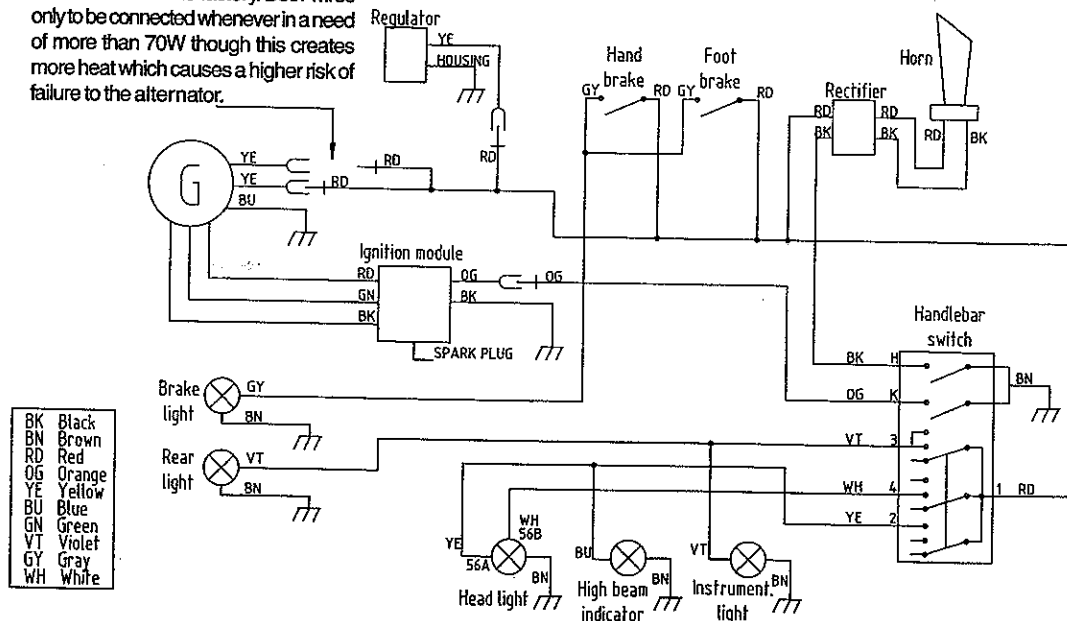 only to be connected whenever in a need
of more than 70W though this creates
more heat which causes a higher risk of
failure to the alternator.
Regulator
YE
HOUSING
RD
Hand
brake
GY
RD
Foot
brake
GY
RD
Horn
Rectifier
RD
BK
RD
BK
RD
BK
G
YE
YE
BU
RD
RD
Ignition module
RD
GN
BK
OG
BK
OG
SPARK PLUG
Handlebar
switch
BK H
OG K
BN
VT 3
WH 4
YE 2
1 RD
Brake
light
GY
BN
Rear
light
VT
BN
BK Black
BN Brown
RD Red
OG Orange
YE Yellow
BU Blue
GN Green
VT Violet
GY Gray
WH White
YE
56A
WH
56B
BN
Head light
BU
BN
High beam
indicator
VT
BN
Instrument.
light